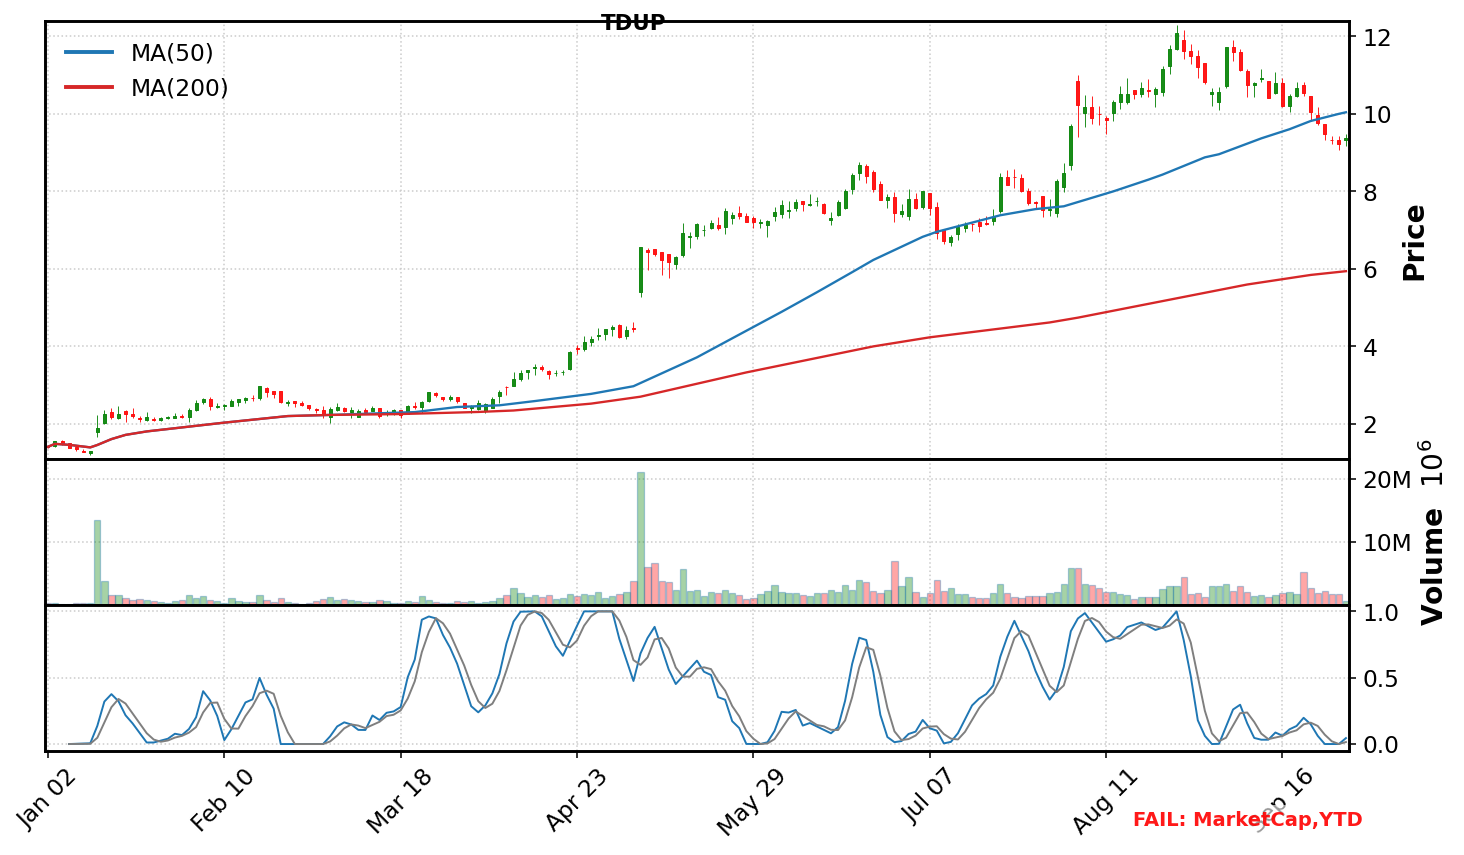 TDUP
MA(50)
MA(200)
12
10
8
6
4
2
Price
20M
10M
Volume 10^6
1.0
0.5
0.0
Jan 02
Feb 10
Mar 18
Apr 23
May 29
Jul 07
Aug 11
Sep 16
FAIL: MarketCap,YTD